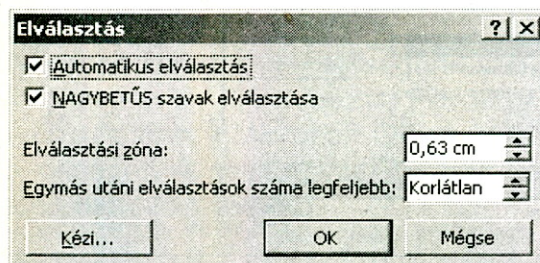 Elválasztás
Automatikus elválasztás
NAGYBETŰS szavak elválasztása
Elválasztási zóna: 0,63 cm
Egymás utáni elválasztások száma legfeljebb: Korlátlan
Kézi... OK Mégse